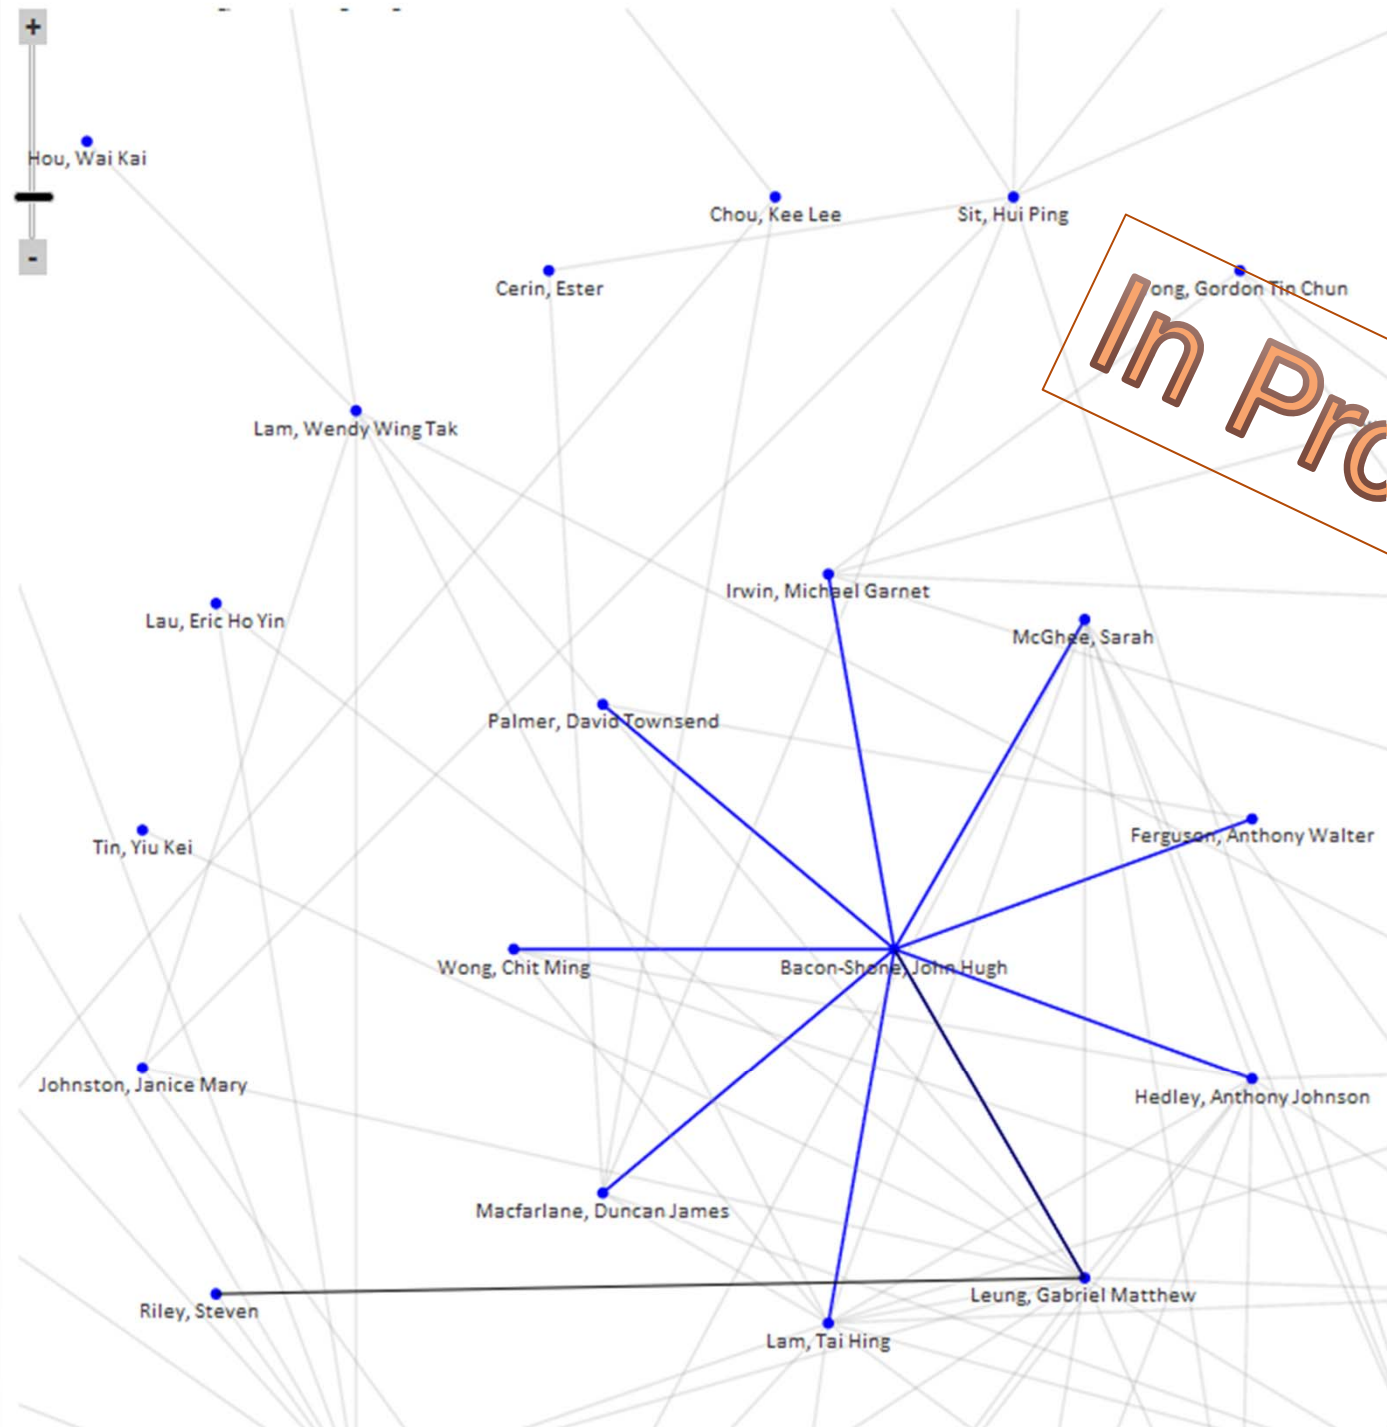 +
Hou, Wai Kai
-
Chou, Kee Lee
Sit, Hui Ping
Cerin, Ester
ong, Gordon Tin Chun
In Pro
Lam, Wendy Wing Tak
Irwin, Michael Garnet
Lau, Eric Ho Yin
McGhee, Sarah
Palmer, David Townsend
Ferguson, Anthony Walter
Tin, Yiu Kei
Wong, Chit Ming
Bacon-Shone, John Hugh
Johnston, Janice Mary
Hedley, Anthony Johnson
Macfarlane, Duncan James
Leung, Gabriel Matthew
Riley, Steven
Lam, Tai Hing